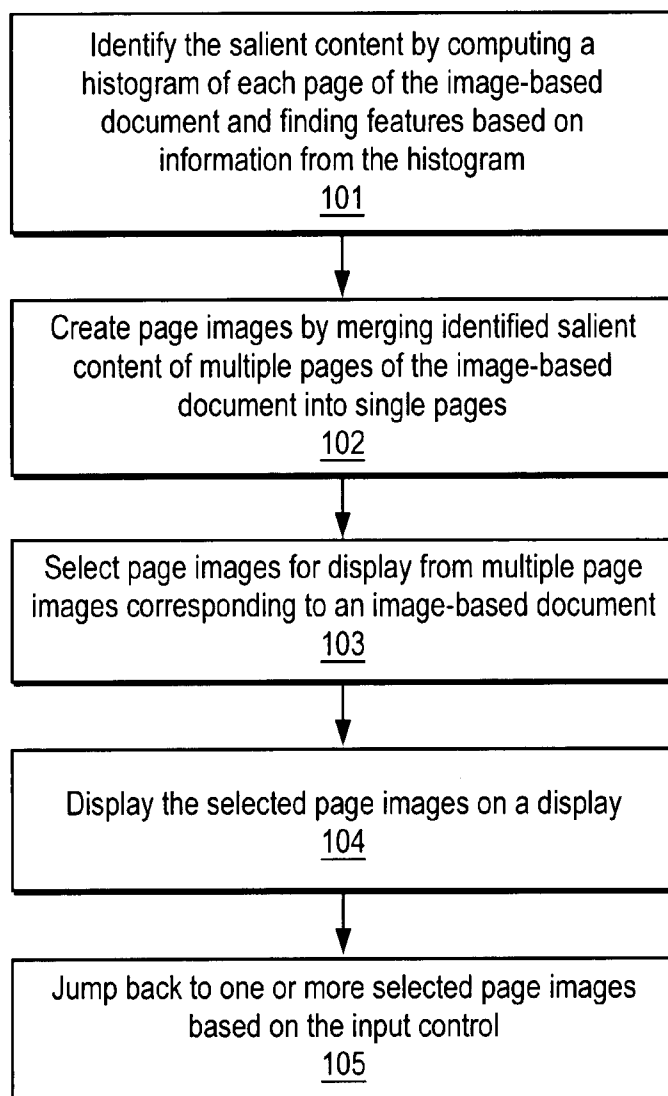 Identify the salient content by computing a
histogram of each page of the image-based
document and finding features based on
information from the histogram
101
Create page images by merging identified salient
content of multiple pages of the image-based
document into single pages
102
Select page images for display from multiple page
images corresponding to an image-based document
103
Display the selected page images on a display
104
Jump back to one or more selected page images
based on the input control
105